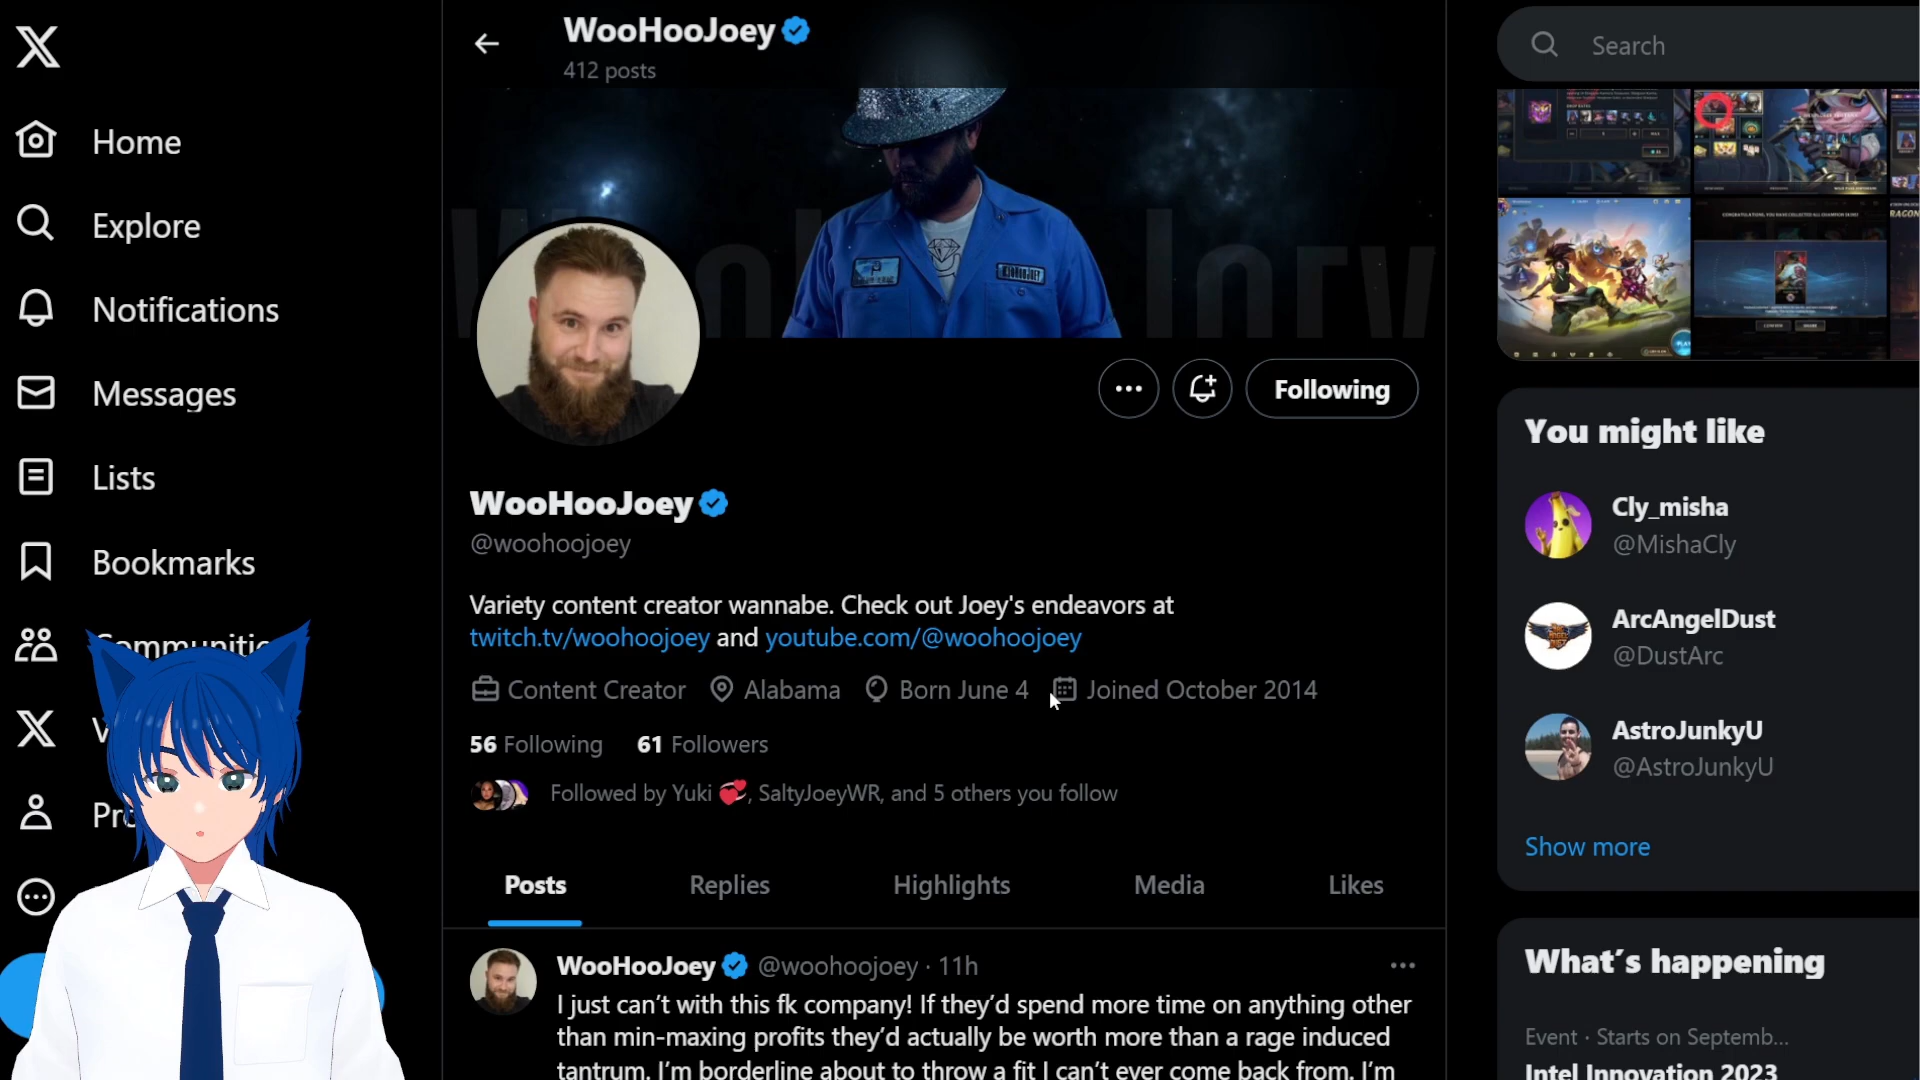 WooHooJoey
412 posts
Search
Home
Explore
Notifications
Messages
Lists
Bookmarks
Following
WOOHOOJOEY
WooHooJoey
@woohoojoey
Variety content creator wannabe. Check out Joey's endeavors at
twitch.tv/woohoojoey and youtube.com/@woohoojoey
Content Creator Alabama Born June 4 Joined October 2014
56 Following 61 Followers
Followed by Yuki 💞, SaltyJoeyWR, and 5 others you follow
Posts Replies Highlights Media Likes
WooHooJoey @woohoojoey · 11h
I just can't with this fk company! If they'd spend more time on anything other
than min-maxing profits they'd actually be worth more than a rage induced
tantrum. I'm borderline about to throw a fit I can't ever come back from. I'm
You might like
Cly_misha
@MishaCly
ArcAngelDust
@DustArc
AstroJunkyU
@AstroJunkyU
Show more
What's happening
Event · Starts on Septemb...
Intel Innovation 2023